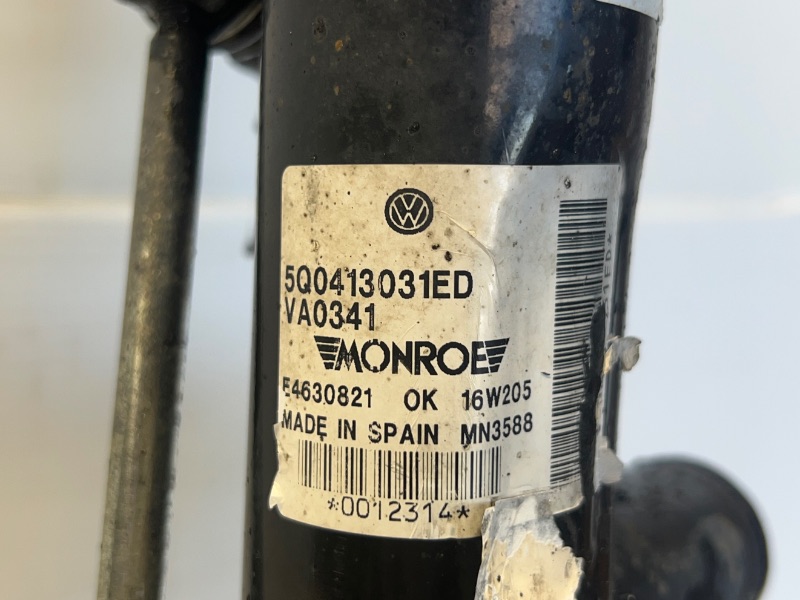 VW
5Q0413031ED
VA0341
MONROE
E4630821 OK 16W205
MADE IN SPAIN MN3588
*0012314*